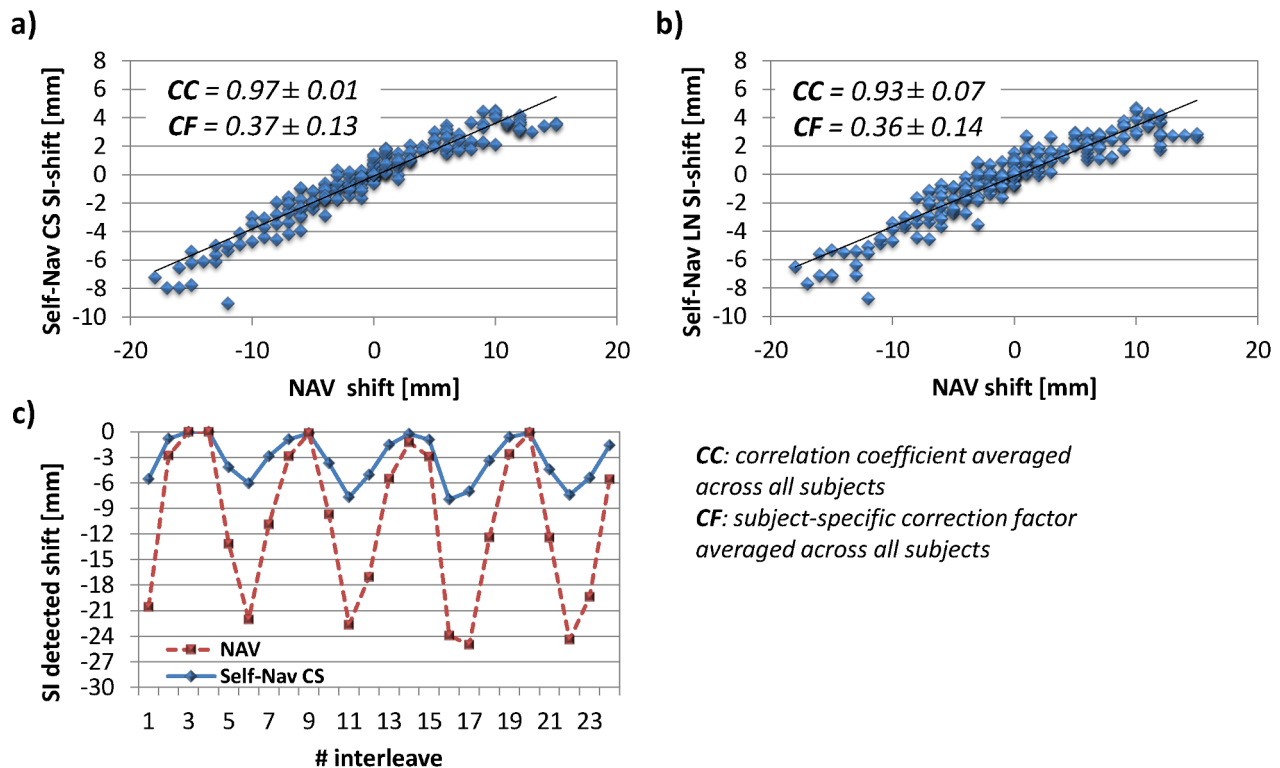 a)
Self-Nav CS SI-shift [mm]
8
6
4
2
0
-2
-4
-6
-8
-10
CC = 0.97 ± 0.01
CF = 0.37 ± 0.13
-20
-10
0
10
20
NAV shift [mm]
b)
Self-Nav LN SI-shift [mm]
8
6
4
2
0
-2
-4
-6
-8
-10
CC = 0.93 ± 0.07
CF = 0.36 ± 0.14
-20
-10
0
10
20
NAV shift [mm]
c)
SI detected shift [mm]
0
-3
-6
-9
-12
-15
-18
-21
-24
-27
-30
NAV
Self-Nav CS
1
3
5
7
9
11
13
15
17
19
21
23
# interleave
CC: correlation coefficient averaged
across all subjects
CF: subject-specific correction factor
averaged across all subjects